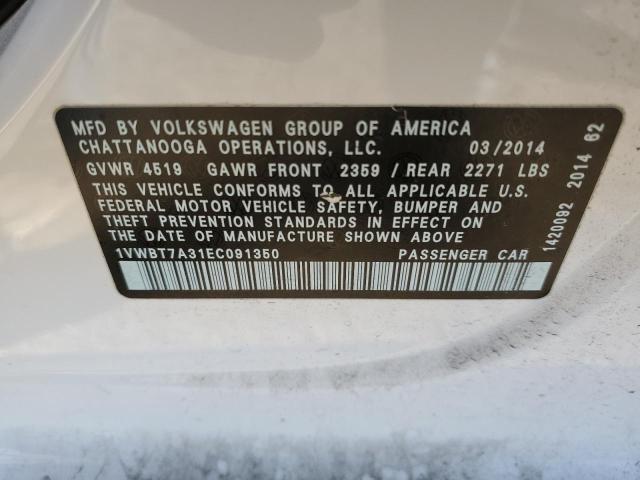 MFD BY VOLKSWAGEN GROUP OF AMERICA
CHATTANOOGA OPERATIONS, LLC. 03/2014
GVWR 4519 GAWR FRONT 2359/REAR 2271 LBS
THIS VEHICLE CONFORMS TO ALL APPLICABLE U.S.
FEDERAL MOTOR VEHICLE SAFETY, BUMPER AND
THEFT PREVENTION STANDARDS IN EFFECT ON
THE DATE OF MANUFACTURE SHOWN ABOVE
1VWBT7A31EC091350 PASSENGER CAR
1420092 2014 62